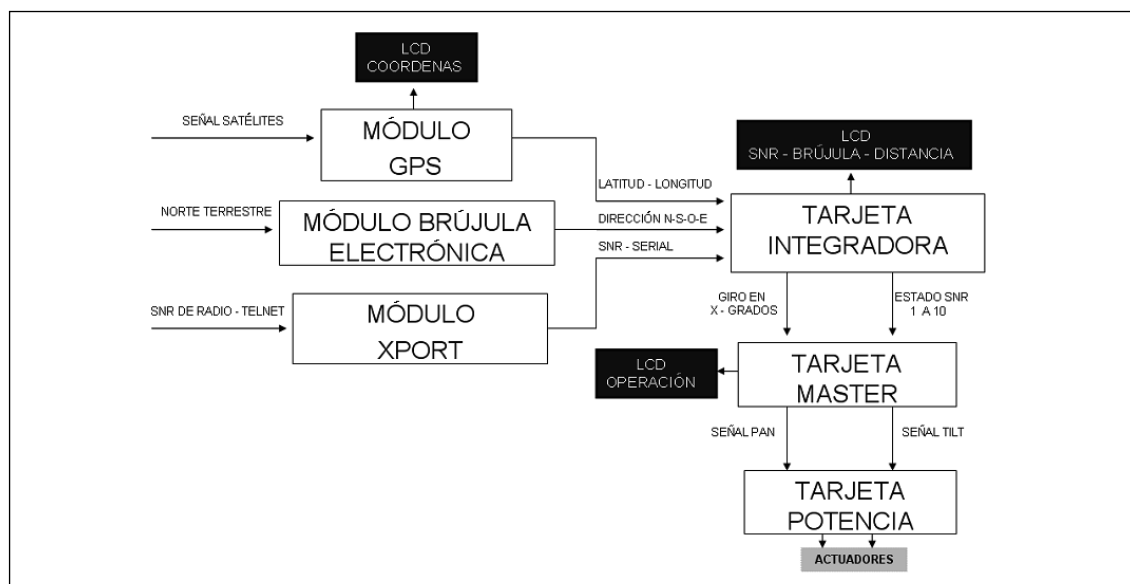 LCD
COORDENAS
SEÑAL SATÉLITES
MÓDULO
GPS
LCD
SNR - BRÚJULA - DISTANCIA
LATITUD - LONGITUD
NORTE TERRESTRE
MÓDULO BRÚJULA
ELECTRÓNICA
DIRECCIÓN N-S-O-E
TARJETA
INTEGRADORA
SNR - SERIAL
SNR DE RADIO - TELNET
MÓDULO
XPORT
GIRO EN
X - GRADOS
ESTADO SNR
1 A 10
LCD
OPERACIÓN
TARJETA
MASTER
SEÑAL PAN
SEÑAL TILT
TARJETA
POTENCIA
ACTUADORES